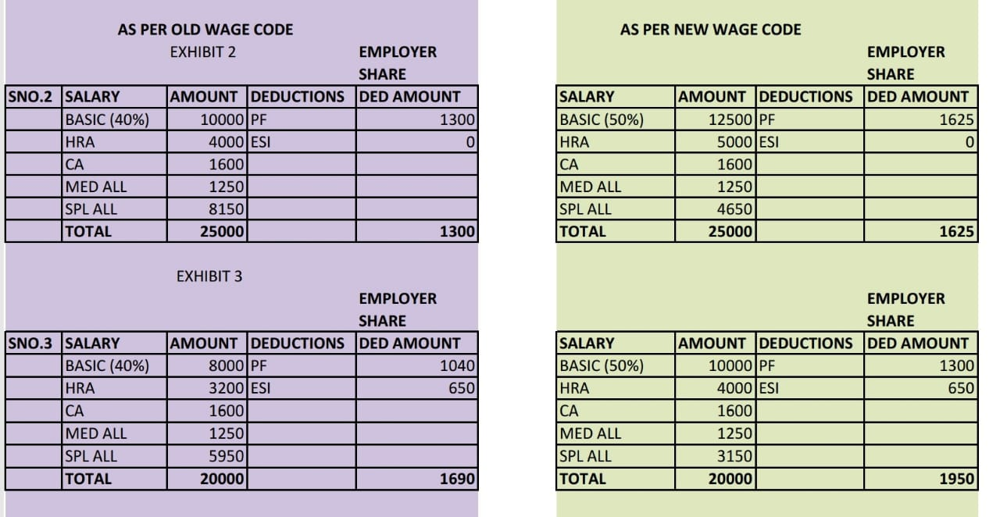 AS PER OLD WAGE CODE
EXHIBIT 2 EMPLOYER
SHARE
SNO.2 SALARY AMOUNT DEDUCTIONS DED AMOUNT
BASIC (40%) 10000 PF 1300
HRA 4000 ESI 0
CA 1600
MED ALL 1250
SPL ALL 8150
TOTAL 25000 1300
EXHIBIT 3
EMPLOYER
SHARE
SNO.3 SALARY AMOUNT DEDUCTIONS DED AMOUNT
BASIC (40%) 8000 PF 1040
HRA 3200 ESI 650
CA 1600
MED ALL 1250
SPL ALL 5950
TOTAL 20000 1690
AS PER NEW WAGE CODE
EMPLOYER
SHARE
SALARY AMOUNT DEDUCTIONS DED AMOUNT
BASIC (50%) 12500 PF 1625
HRA 5000 ESI 0
CA 1600
MED ALL 1250
SPL ALL 4650
TOTAL 25000 1625
EMPLOYER
SHARE
SALARY AMOUNT DEDUCTIONS DED AMOUNT
BASIC (50%) 10000 PF 1300
HRA 4000 ESI 650
CA 1600
MED ALL 1250
SPL ALL 3150
TOTAL 20000 1950